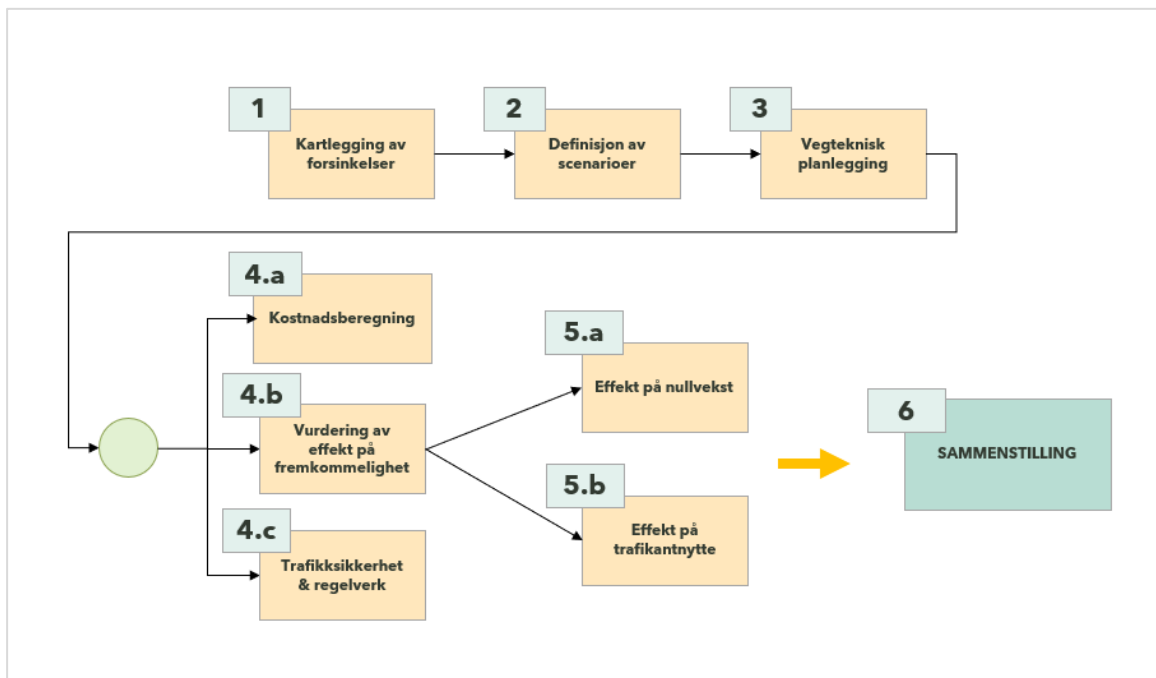 1
Kartlegging av
forsinkelser
2
Definisjon av
scenarioer
3
Vegteknisk
planlegging
4.a
Kostnadsberegning
4.b
Vurdering av
effekt på
fremkommelighet
4.c
Trafikksikkerhet
& regelverk
5.a
Effekt på nullvekst
5.b
Effekt på
trafikantnytte
6
SAMMENSTILLING